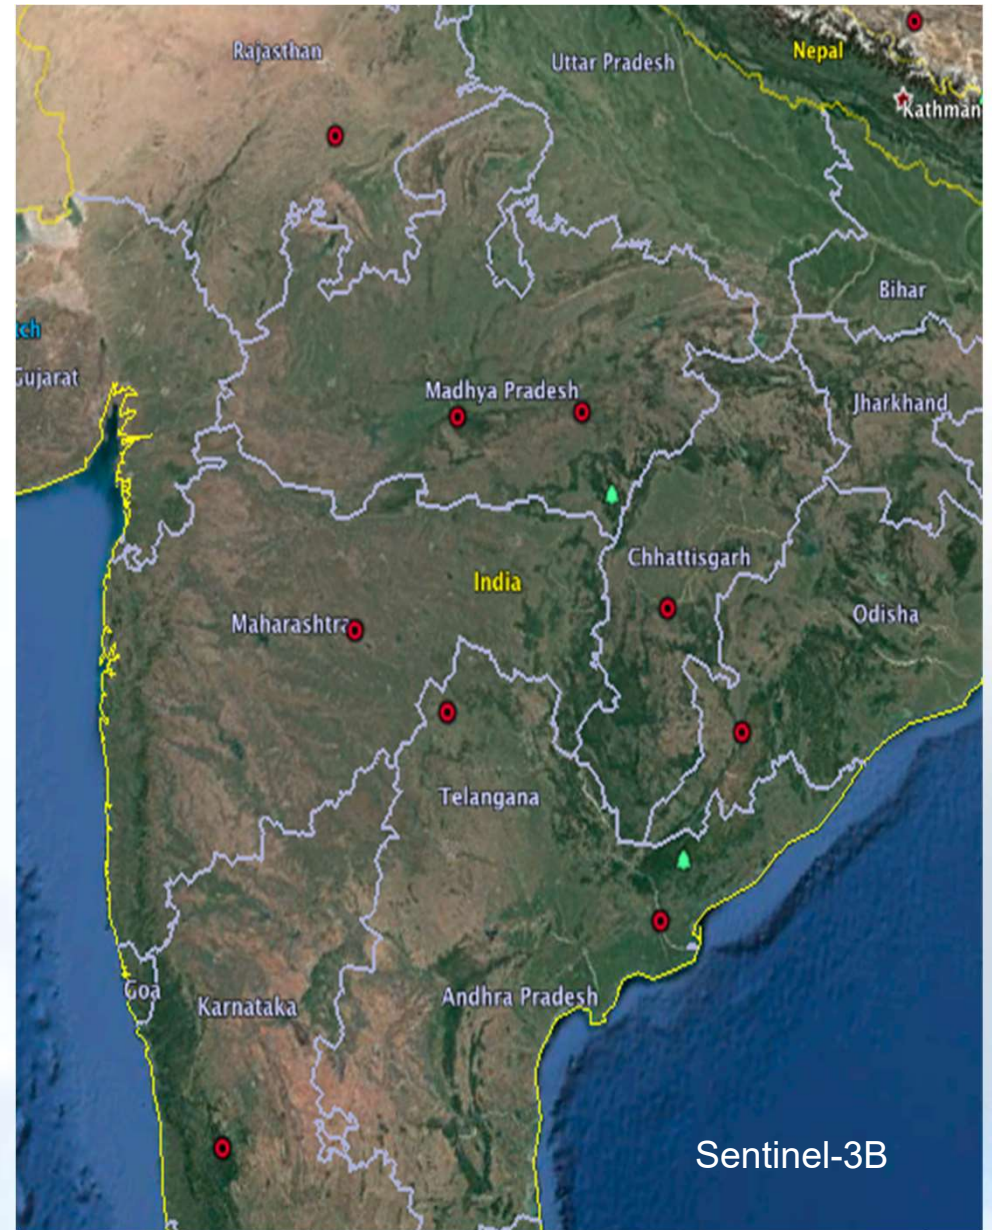 Rajasthan
Uttar Pradesh
Nepal
Kathman
Bihar
tch
Gujarat
Madhya Pradesh
Jharkhand
Chhattisgarh
India
Maharashtra
Odisha
Telangana
Goa
Karnataka
Andhra Pradesh
Sentinel-3B